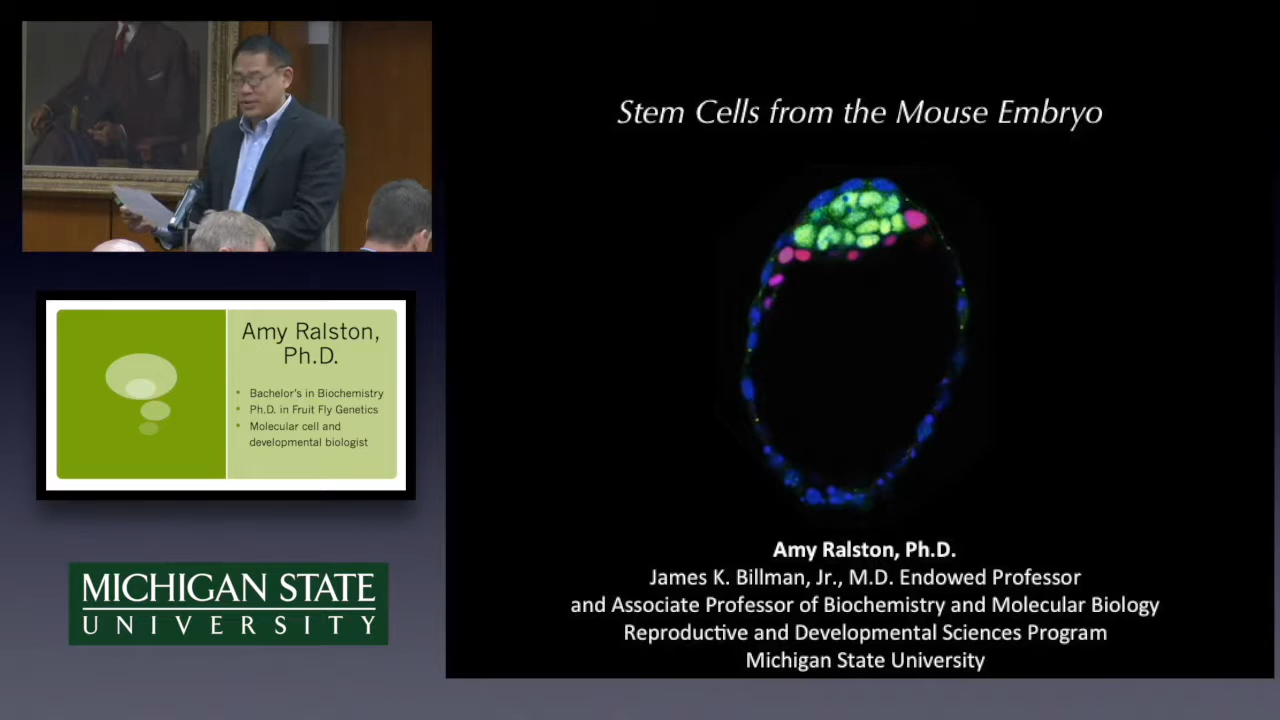 Stem Cells from the Mouse Embryo
Amy Ralston,
Ph.D.
• Bachelor's in Biochemistry
• Ph.D. in Fruit Fly Genetics
• Molecular cell and
developmental biologist
MICHIGAN STATE
UNIVERSITY
Amy Ralston, Ph.D.
James K. Billman, Jr., M.D. Endowed Professor
and Associate Professor of Biochemistry and Molecular Biology
Reproductive and Developmental Sciences Program
Michigan State University